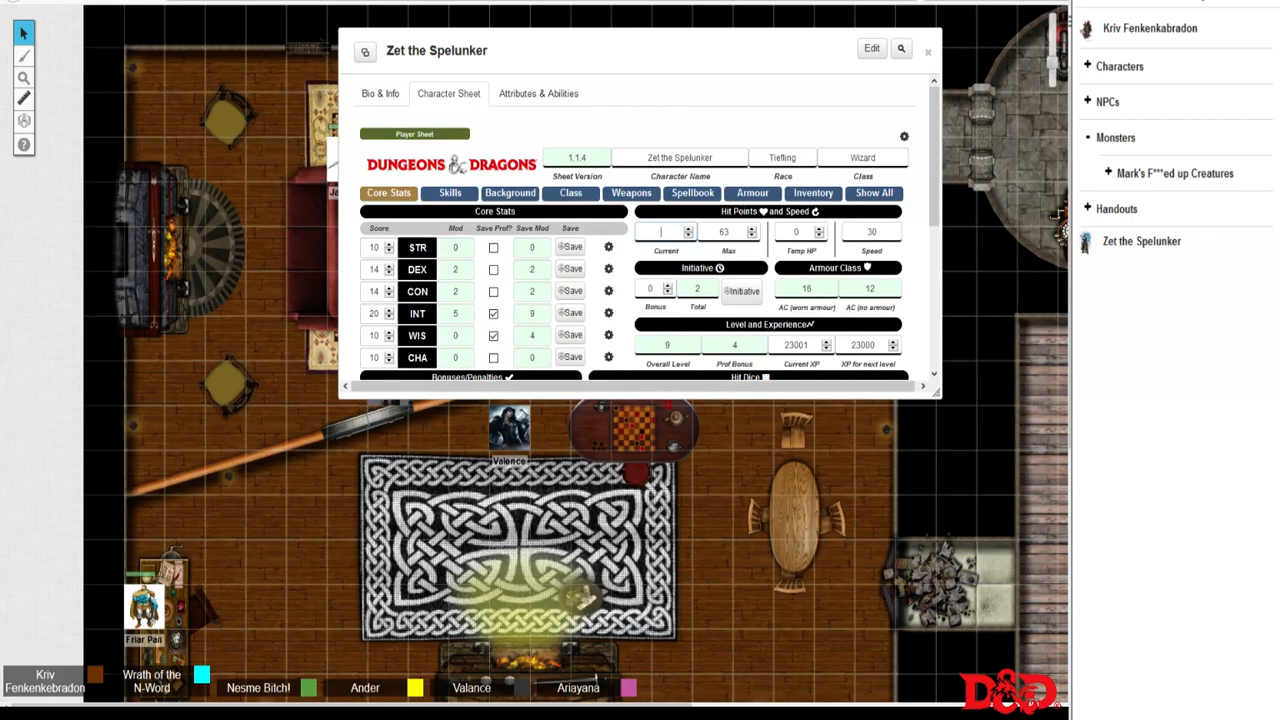 Zet the Spelunker
Edit
Bio & Info
Character Sheet
Attributes & Abilities
Player Sheet
DUNGEONS & DRAGONS
1.1.4
Zet the Spelunker
Tiefling
Wizard
Sheet Version
Character Name
Race
Class
Core Stats
Skills
Background
Class
Weapons
Spellbook
Armour
Inventory
Show All
Core Stats
Score Mod Save Prof? Save Mod Save
10 STR 0 0 Save
14 DEX 2 2 Save
14 CON 2 2 Save
20 INT 5 9 Save
10 WIS 0 4 Save
10 CHA 0 0 Save
Bonuses/Penalties
Hit Points and Speed
63 0 30
Current Max Temp HP Speed
Initiative
0 2 Initiative
Bonus Total
Armour Class
16 12
AC (worn armour) AC (no armour)
Level and Experience
9 4 23001 23000
Overall Level Prof Bonus Current XP XP for next level
Hit Dice
Kriv Fenkenkabradon
Characters
NPCs
Monsters
Mark's F***ed up Creatures
Handouts
Zet the Spelunker
Valence
Friar Pan
Kriv
Fenkenkabradon
Wrath of the
N-Word
Nesme Bitch!
Ander
Valance
Ariayana
D&D